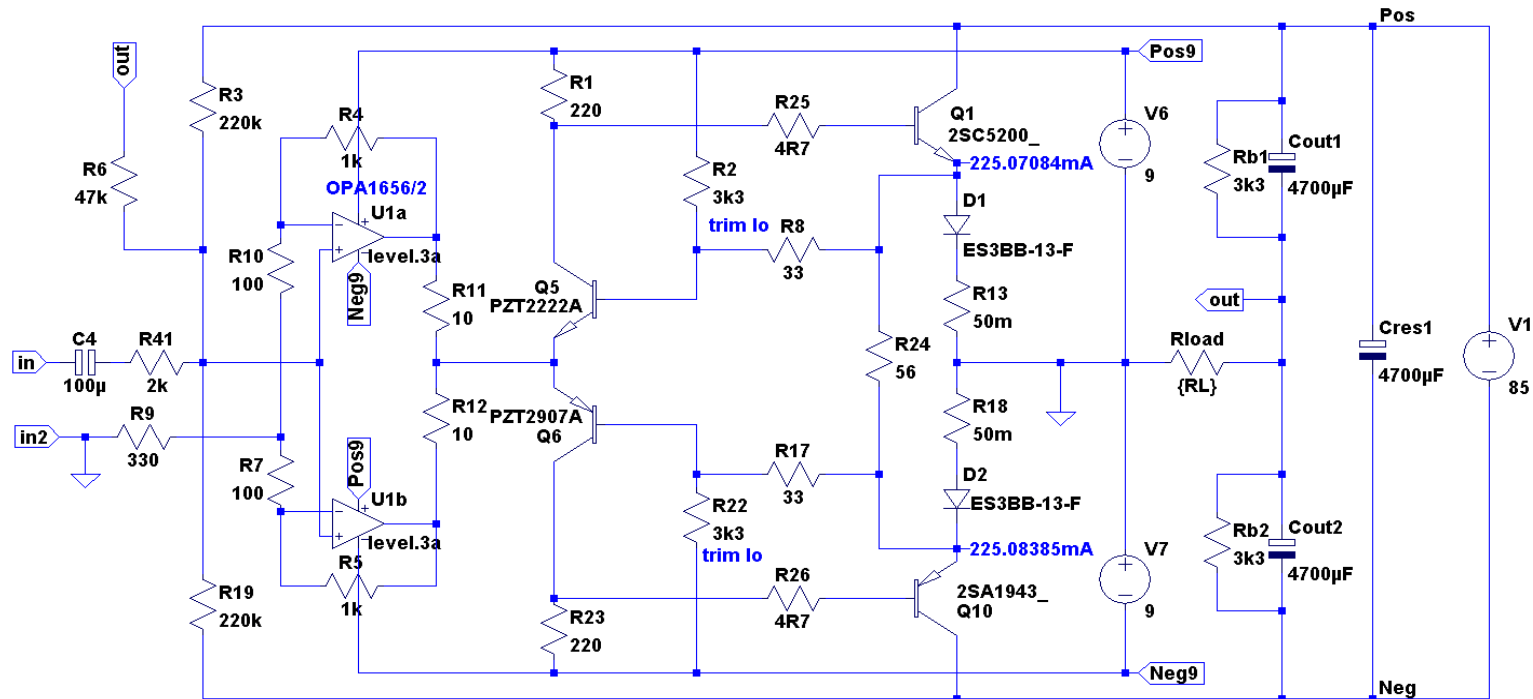 Pos
out
Pos9
R3
220k
R4
1k
R1
220
R25
4R7
Q1
2SC5200_
225.07084mA
V6
9
Rb1
3k3
Cout1
4700µF
R6
47k
OPA1656/2
U1a
level.3a
R2
3k3
trim Io
R8
33
D1
ES3BB-13-F
R10
100
Neg9
R11
10
Q5
PZT2222A
R13
50m
out
R24
56
Rload
{RL}
Cres1
4700µF
V1
85
in
C4
100µ
R41
2k
R12
10
PZT2907A
Q6
R18
50m
in2
R9
330
R7
100
Pos9
U1b
level.3a
R17
33
D2
ES3BB-13-F
R22
3k3
trim Io
225.08385mA
V7
9
Rb2
3k3
Cout2
4700µF
R5
1k
R19
220k
R23
220
R26
4R7
2SA1943_
Q10
Neg9
Neg